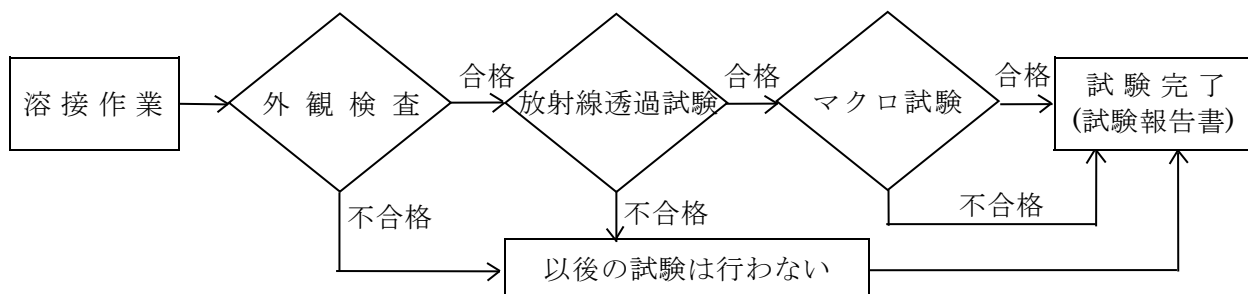 溶接作業
外観検査
合格
放射線透過試験
合格
マクロ試験
合格
試験完了
(試験報告書)
不合格
不合格
不合格
以後の試験は行わない